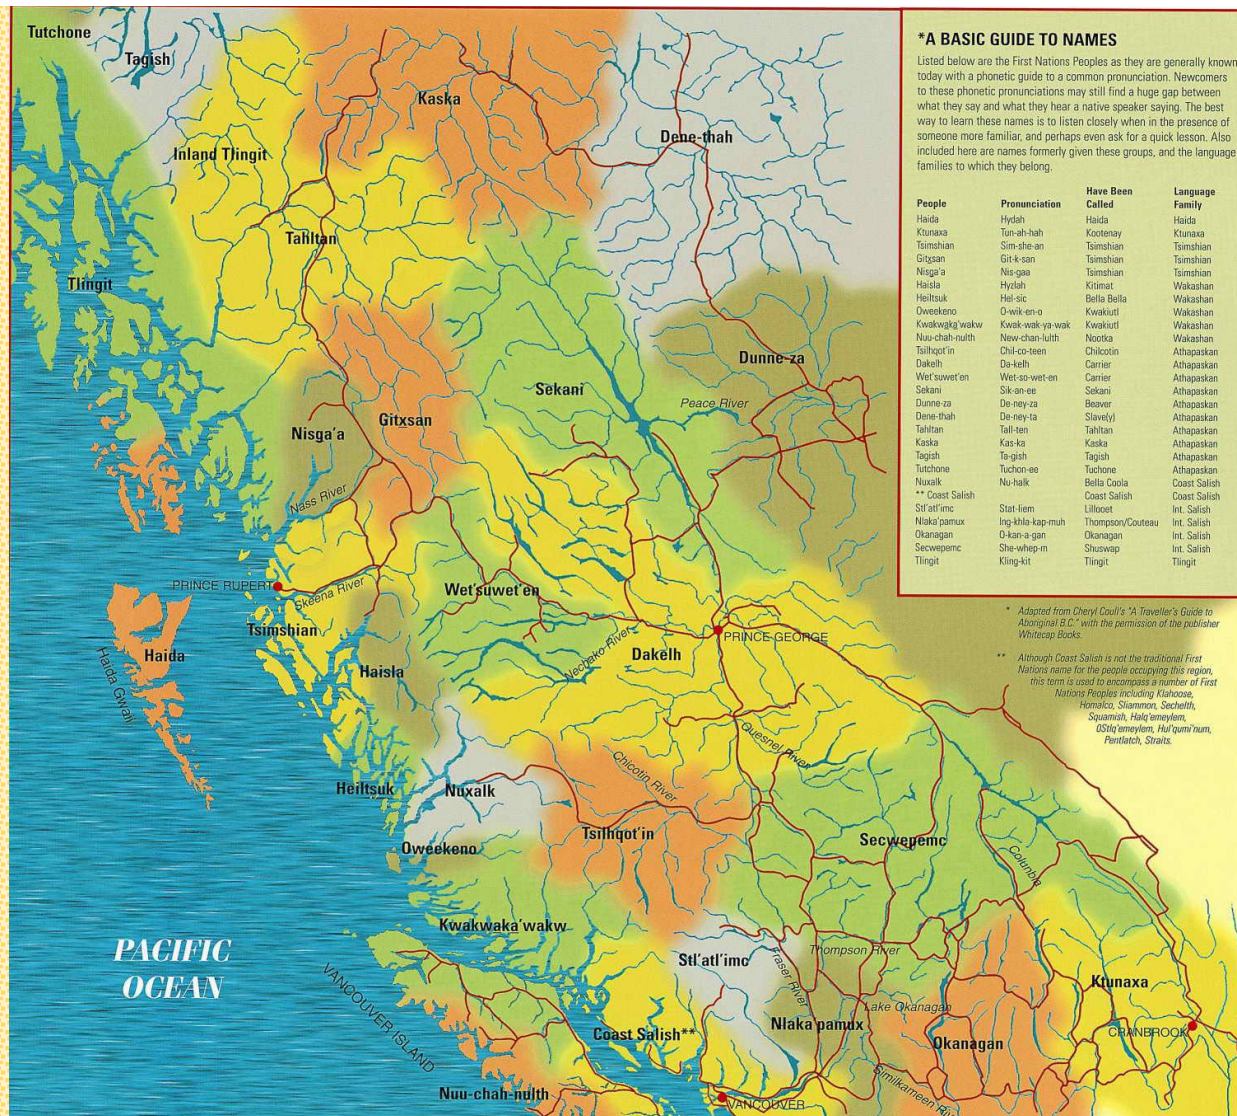 Tutchone
Tagish
Kaska
Dene-thah
Inland Tlingit
Tahltan
Tlingit
Dunne-za
Sekani
Peace River
Gitxsan
Nisga'a
Nass River
PRINCE RUPERT
Skeena River
Wet'suwet'en
Tsimshian
PRINCE GEORGE
Nechako River
Dakelh
Haida
Haisla
Haida Gwaii
Quesnel River
Chicotin River
Heiltsuk
Nuxalk
Tsilhqot'in
Secwepemc
Oweekeno
Columbia
Kwakwaka'wakw
PACIFIC
OCEAN
VANCOUVER ISLAND
Stl'atl'imc
Thompson River
Fraser River
Ktunaxa
Lake Okanagan
Nlaka pamux
Coast Salish**
Okanagan
CRANBROOK
Similkameen
Nuu-chah-nulth
VANCOUVER
*A BASIC GUIDE TO NAMES
Listed below are the First Nations Peoples as they are generally known
today with a phonetic guide to a common pronunciation. Newcomers
to these phonetic pronunciations may still find a huge gap between
what they say and what they hear a native speaker saying. The best
way to learn these names is to listen closely when in the presence of
someone more familiar, and perhaps even ask for a quick lesson. Also
included here are names formerly given these groups, and the language
families to which they belong.
Have Been Language
People Pronunciation Called Family
Haida Hydah Haida Haida
Ktunaxa Tun-ah-hah Kootenay Ktunaxa
Tsimshian Sim-she-an Tsimshian Tsimshian
Gitxsan Git-k-san Tsimshian Tsimshian
Nisga'a Nis-gaa Tsimshian Tsimshian
Haisla Hyzlah Kitimat Wakashan
Heiltsuk Hel-sic Bella Bella Wakashan
Oweekeno O-wik-en-o Kwakiutl Wakashan
Kwakwaka'wakw Kwak-wak-ya-wak Kwakiutl Wakashan
Nuu-chah-nulth New-chan-lulth Nootka Wakashan
Tsilhqot'in Chil-co-teen Chilcotin Athapaskan
Dakelh Da-kelh Carrier Athapaskan
Wet'suwet'en Wet-so-wet-en Carrier Athapaskan
Sekani Sik-an-ee Sekani Athapaskan
Dunne-za De-ney-za Beaver Athapaskan
Dene-thah De-ney-ta Slave(y) Athapaskan
Tahltan Tall-ten Tahltan Athapaskan
Kaska Kas-ka Kaska Athapaskan
Tagish Ta-gish Tagish Athapaskan
Tutchone Tuchon-ee Tuchone Athapaskan
Nuxalk Nu-halk Bella Coola Coast Salish
** Coast Salish Coast Salish Coast Salish
Stl'atl'imc Stat-liem Lillooet Int. Salish
Nlaka'pamux Ing-khla-kap-muh Thompson/Couteau Int. Salish
Okanagan O-kan-a-gan Okanagan Int. Salish
Secwepemc She-whep-m Shuswap Int. Salish
Tlingit Kling-kit Tlingit Tlingit
* Adapted from Cheryl Coull's "A Traveller's Guide to
Aboriginal B.C." with the permission of the publisher
Whitecap Books.
** Although Coast Salish is not the traditional First
Nations name for the people occupying this region,
this term is used to encompass a number of First
Nations Peoples including Klahoose,
Homalco, Sliammon, Sechelth,
Squamish, Halq'emeylem,
OStlq'emeylem, Hul'qumi'num,
Pentlatch, Straits.